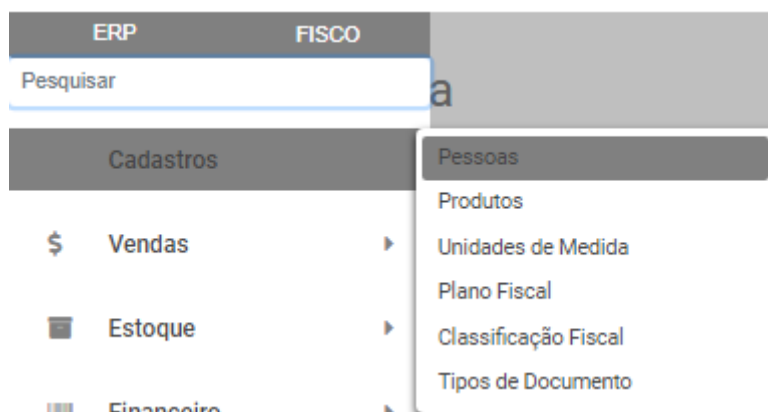 ERP FISCO
Pesquisar
a
Cadastros
Pessoas
Produtos
Vendas
Unidades de Medida
Plano Fiscal
Estoque
Classificação Fiscal
Tipos de Documento
Financeiro